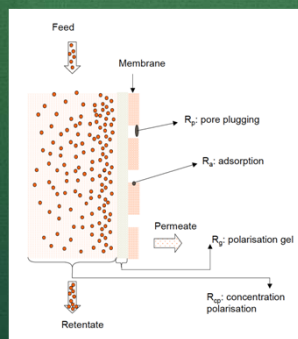 Feed
Membrane
Rp: pore plugging
Ra: adsorption
Permeate
Rg: polarisation gel
Rcp: concentration
polarisation
Retentate